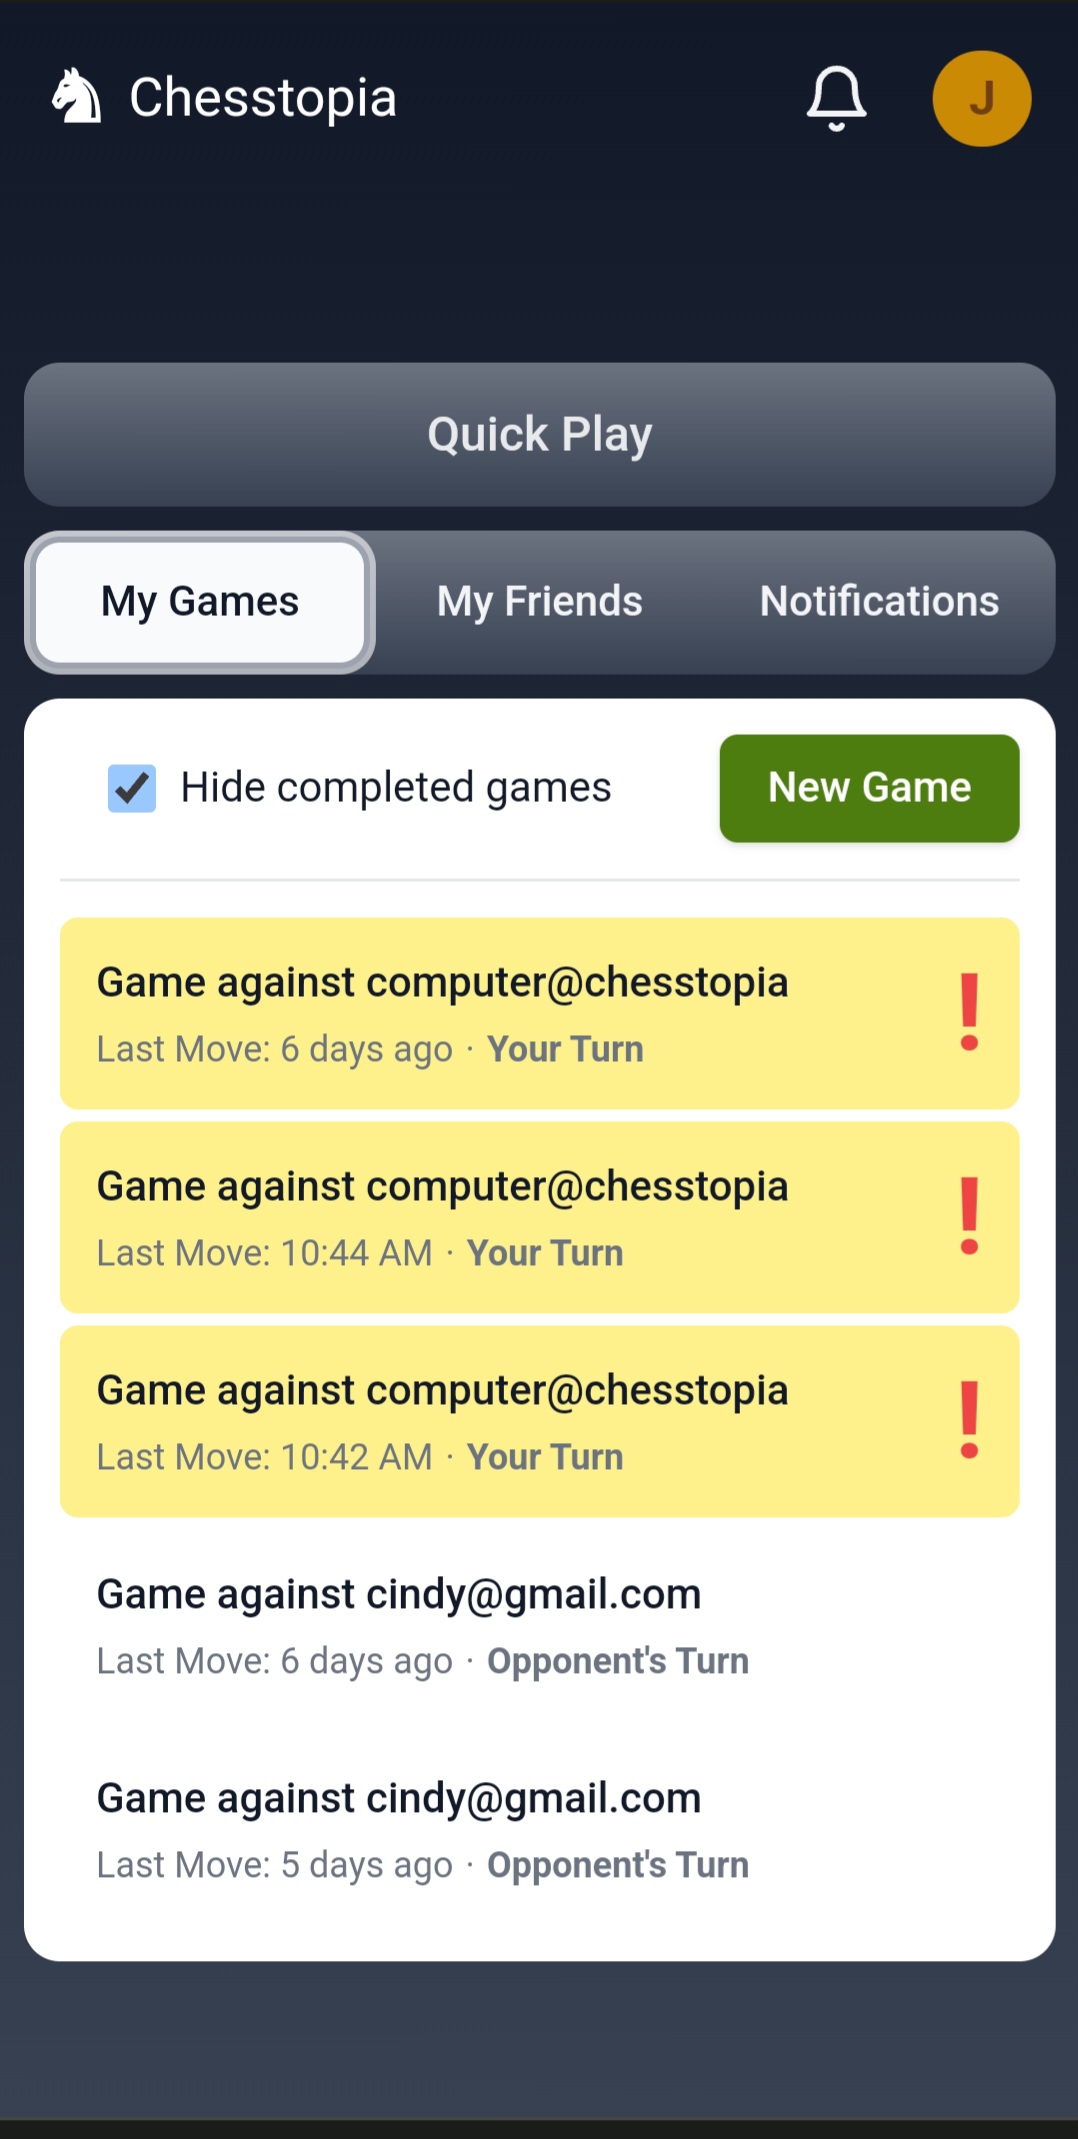 Chesstopia
J
Quick Play
My Games
My Friends
Notifications
Hide completed games
New Game
Game against computer@chesstopia
Last Move: 6 days ago · Your Turn
Game against computer@chesstopia
Last Move: 10:44 AM · Your Turn
Game against computer@chesstopia
Last Move: 10:42 AM · Your Turn
Game against cindy@gmail.com
Last Move: 6 days ago · Opponent's Turn
Game against cindy@gmail.com
Last Move: 5 days ago · Opponent's Turn